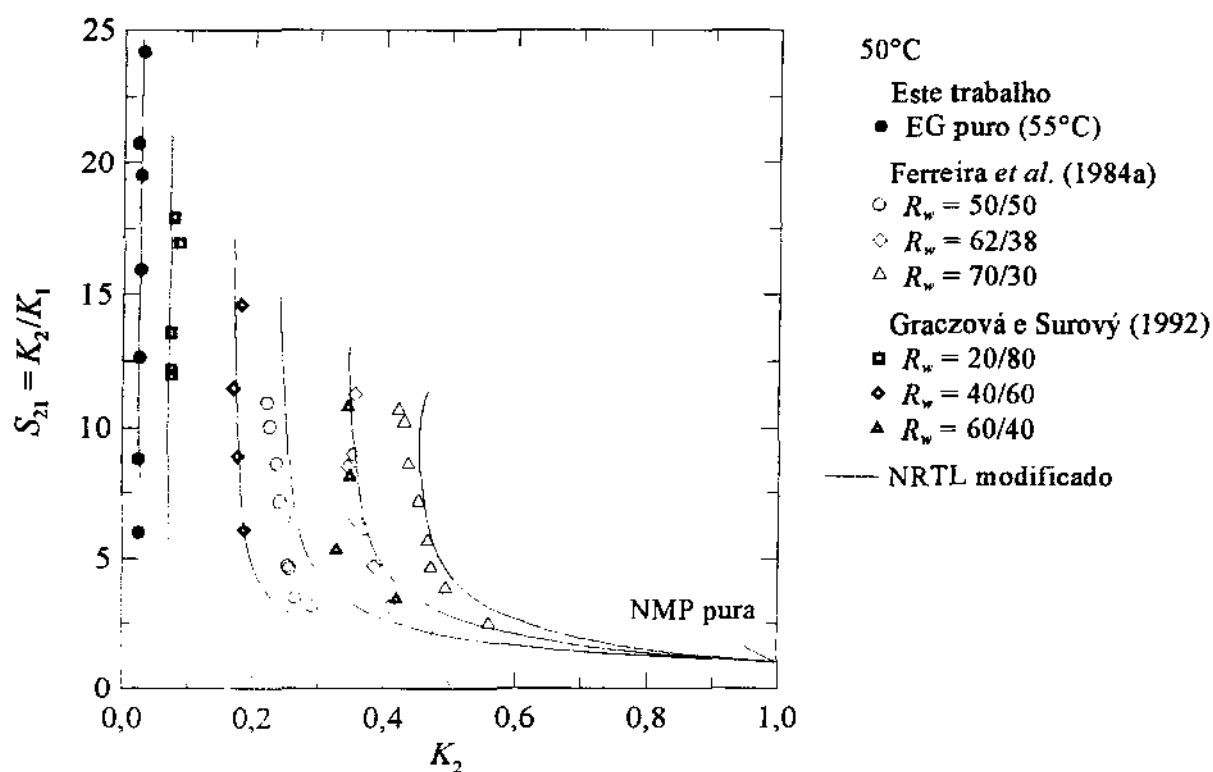 25
20
15
10
5
0
S21 = K2/K1
0,0 0,2 0,4 0,6 0,8 1,0
K2
NMP pura
50°C
Este trabalho
EG puro (55°C)
Ferreira et al. (1984a)
Rw = 50/50
Rw = 62/38
Rw = 70/30
Graczová e Surový (1992)
Rw = 20/80
Rw = 40/60
Rw = 60/40
NRTL modificado